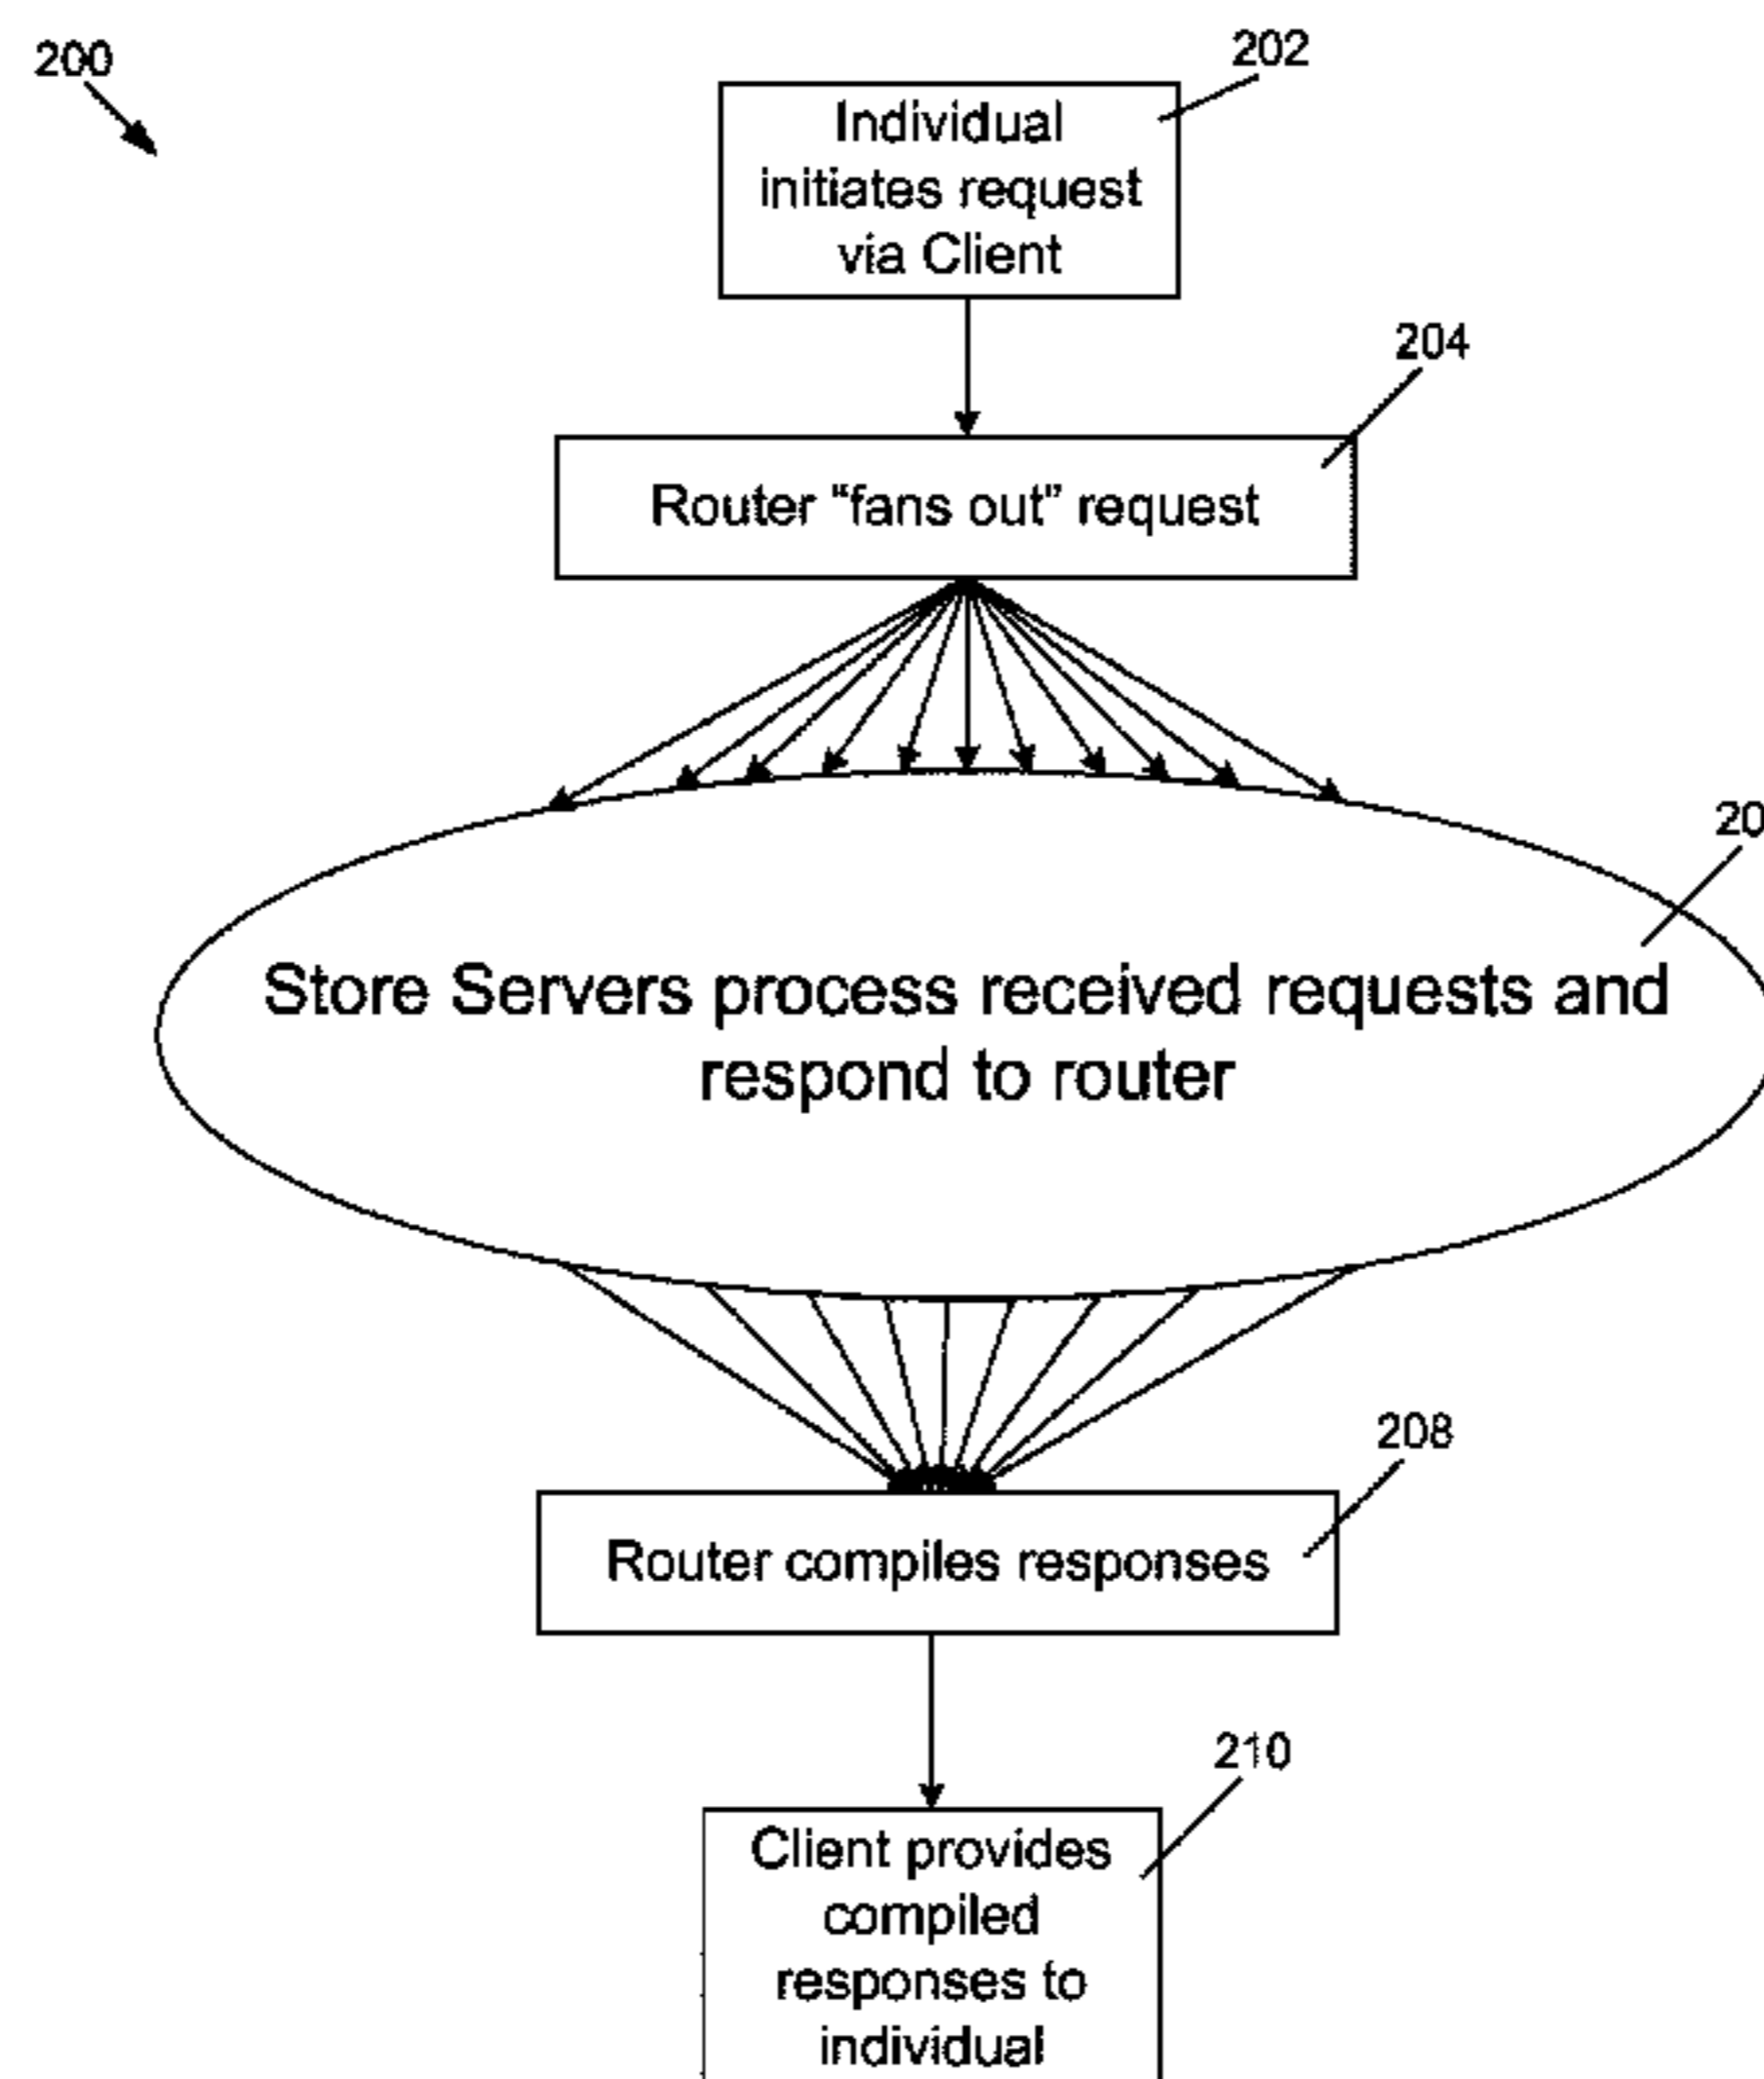 200
202
Individual
initiates request
via Client
204
Router “fans out” request
20
Store Servers process received requests and
respond to router
208
Router compiles responses
210
Client provides
compiled
responses to
individual